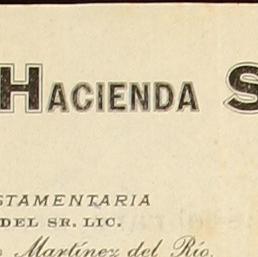 HACIENDA S
STAMENTARIA
DEL SR. LIC.
Martínez del Río.